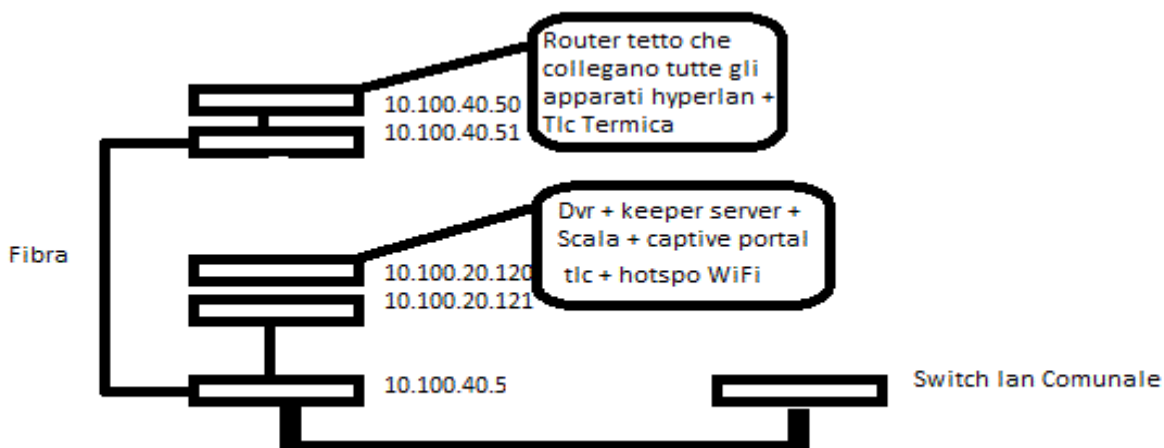 Router tetto che
collegano tutte gli
apparati hyperlan +
Tlc Termica
10.100.40.50
10.100.40.51
Dvr + keeper server +
Scala + captive portal
tlc + hotspo WiFi
Fibra
10.100.20.120
10.100.20.121
10.100.40.5
Switch lan Comunale